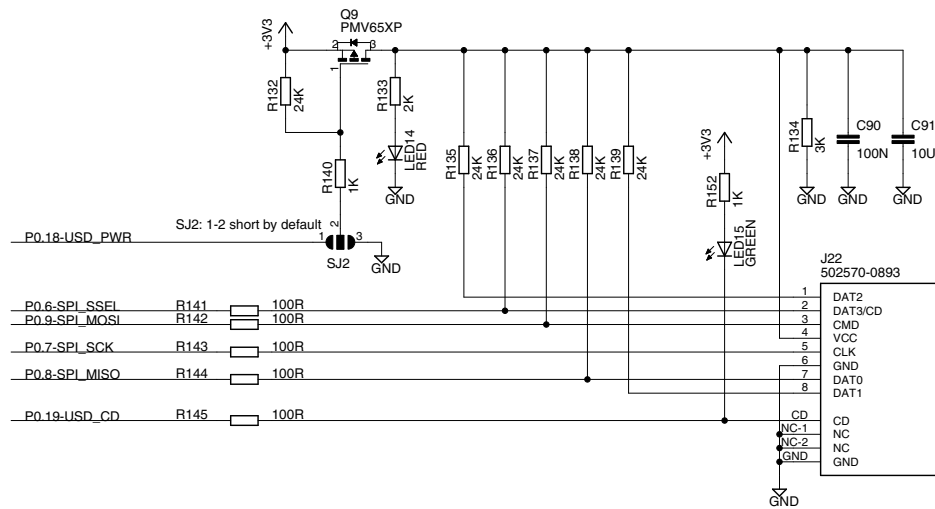 Q9
PMV65XP
+3V3
2
3
1
R132
24K
R133
2K
LED14
RED
GND
R140
1K
R135
24K
R136
24K
R137
24K
R138
24K
R139
24K
+3V3
R152
1K
LED15
GREEN
R134
3K
GND
C90
100N
GND
C91
10U
GND
SJ2: 1-2 short by default
P0.18-USD_PWR
1
2
3
SJ2
GND
J22
502570-0893
P0.6-SPI_SSEL R141 100R
P0.9-SPI_MOSI R142 100R
P0.7-SPI_SCK R143 100R
P0.8-SPI_MISO R144 100R
P0.19-USD_CD R145 100R
1 DAT2
2 DAT3/CD
3 CMD
4 VCC
5 CLK
6 GND
7 DAT0
8 DAT1
CD CD
NC-1 NC
NC-2 NC
GND GND
GND